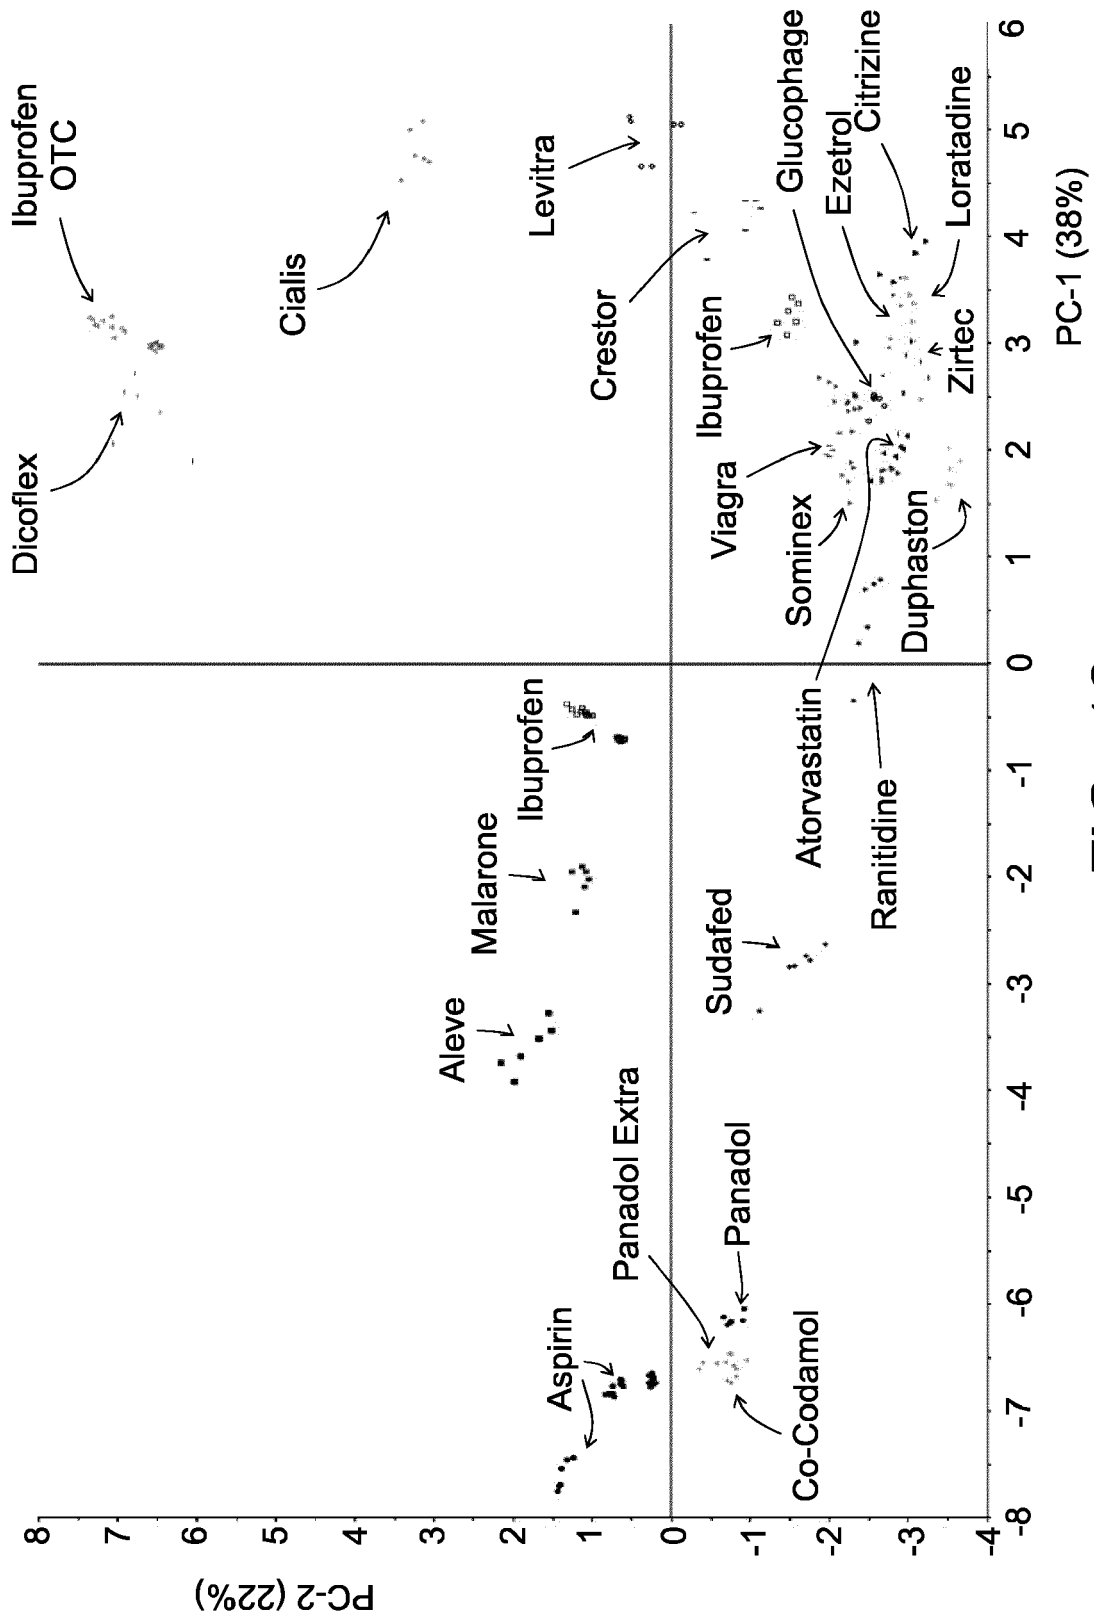 Dicoflex
Ibuprofen
OTC
Cialis
Levitra
Crestor
Ibuprofen
Viagra
Sominex
Glucophage
Ezetrol
Citrizine
Loratadine
Zirtec
Duphaston
Atorvastatin
Ranitidine
Sudafed
Ibuprofen
Malarone
Aleve
Aspirin
Panadol Extra
Panadol
Co-Codamol
PC-2 (22%)
8
7
6
5
4
3
2
1
0
-1
-2
-3
-4
-8
-7
-6
-5
-4
-3
-2
-1
0
1
2
3
4
5
6
PC-1 (38%)